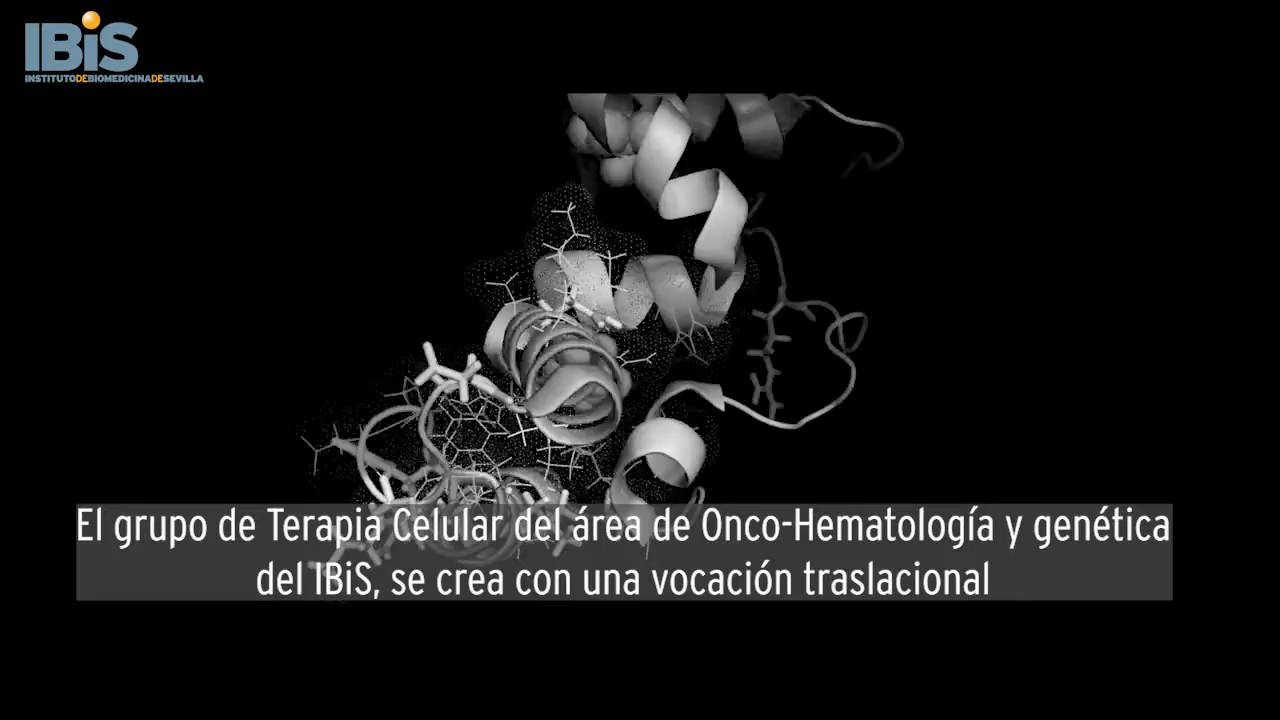 IBiS
INSTITUTODEBIOMEDICINADESEVILLA
El grupo de Terapia Celular del área de Onco-Hematología y genética
del IBiS, se crea con una vocación traslacional